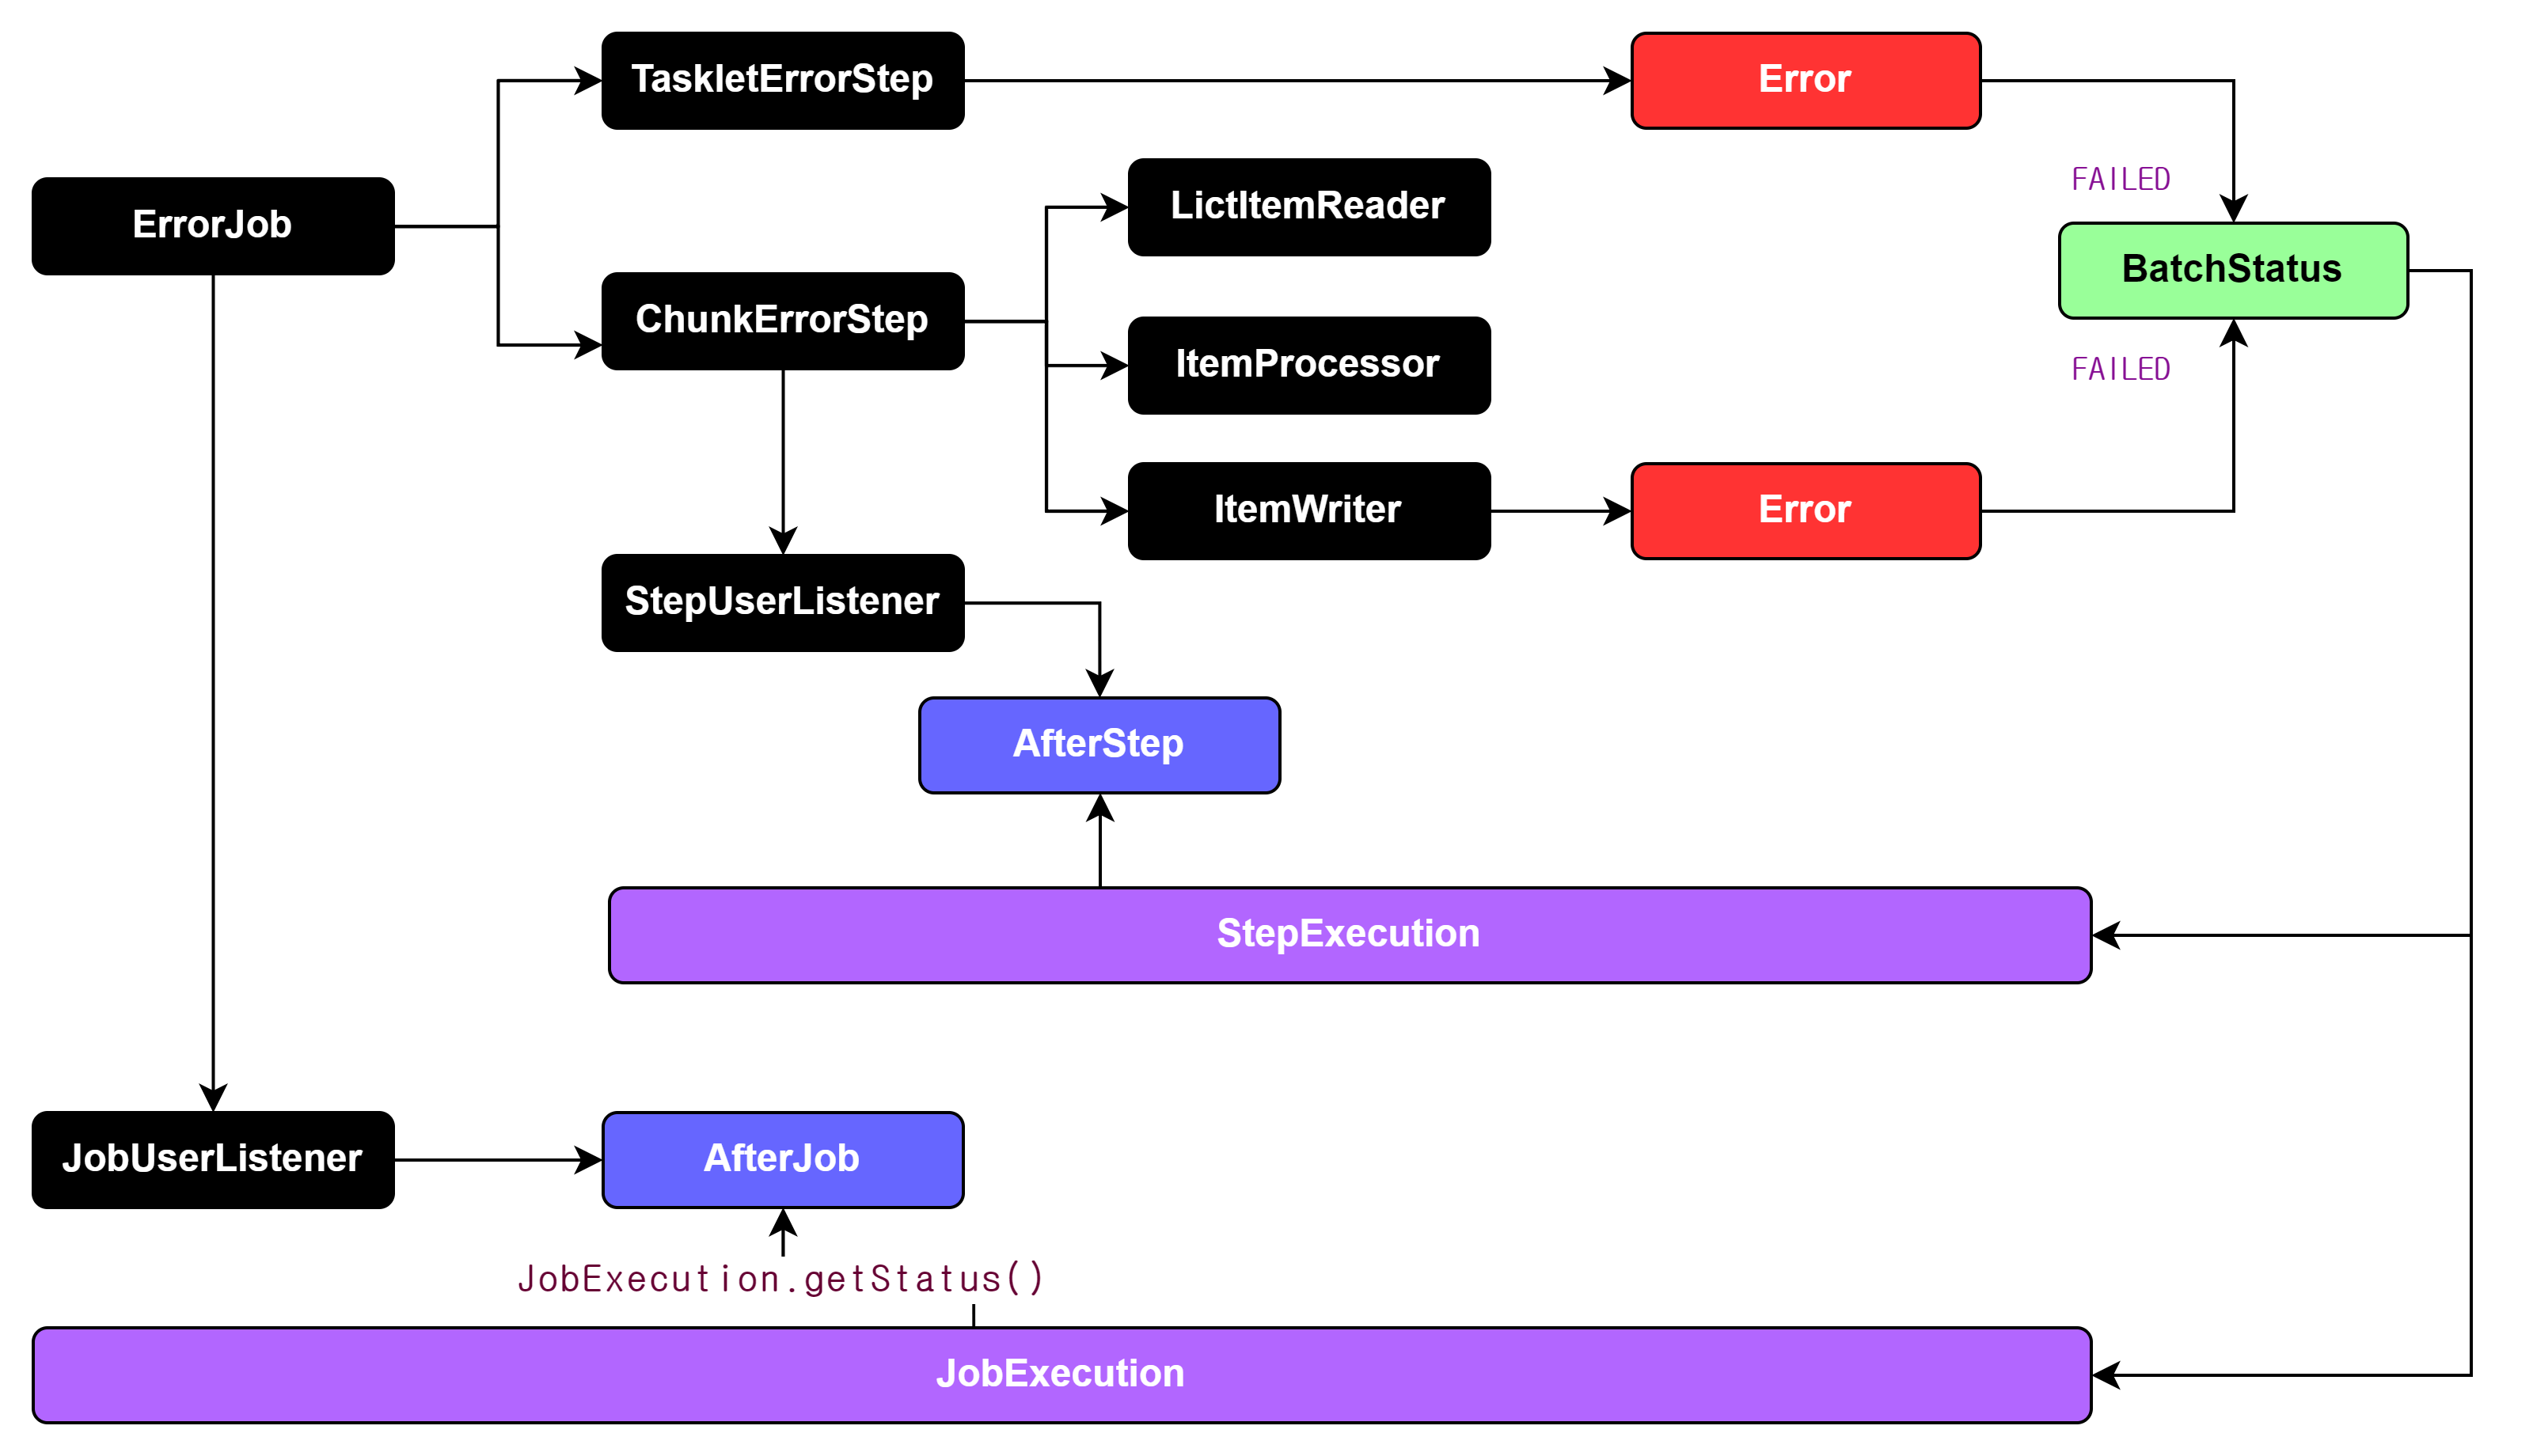 TaskletErrorStep
Error
FAILED
LictItemReader
ErrorJob
BatchStatus
ChunkErrorStep
ItemProcessor
FAILED
ItemWriter
Error
StepUserListener
AfterStep
StepExecution
JobUserListener
AfterJob
JobExecution.getStatus()
JobExecution